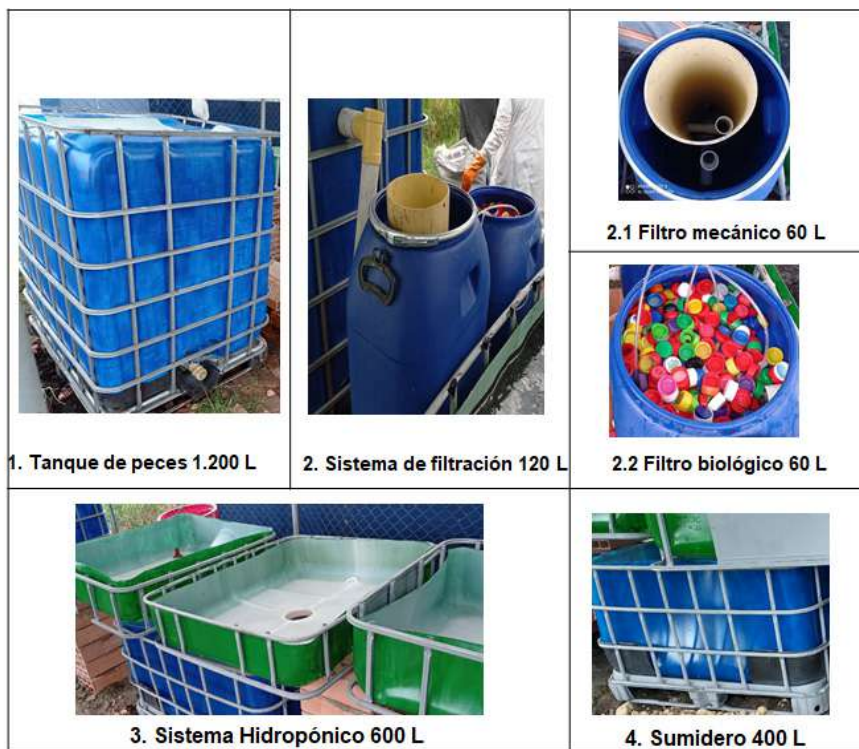 2.1 Filtro mecánico 60 L
1. Tanque de peces 1.200 L
2. Sistema de filtración 120 L
2.2 Filtro biológico 60 L
3. Sistema Hidropónico 600 L
4. Sumidero 400 L